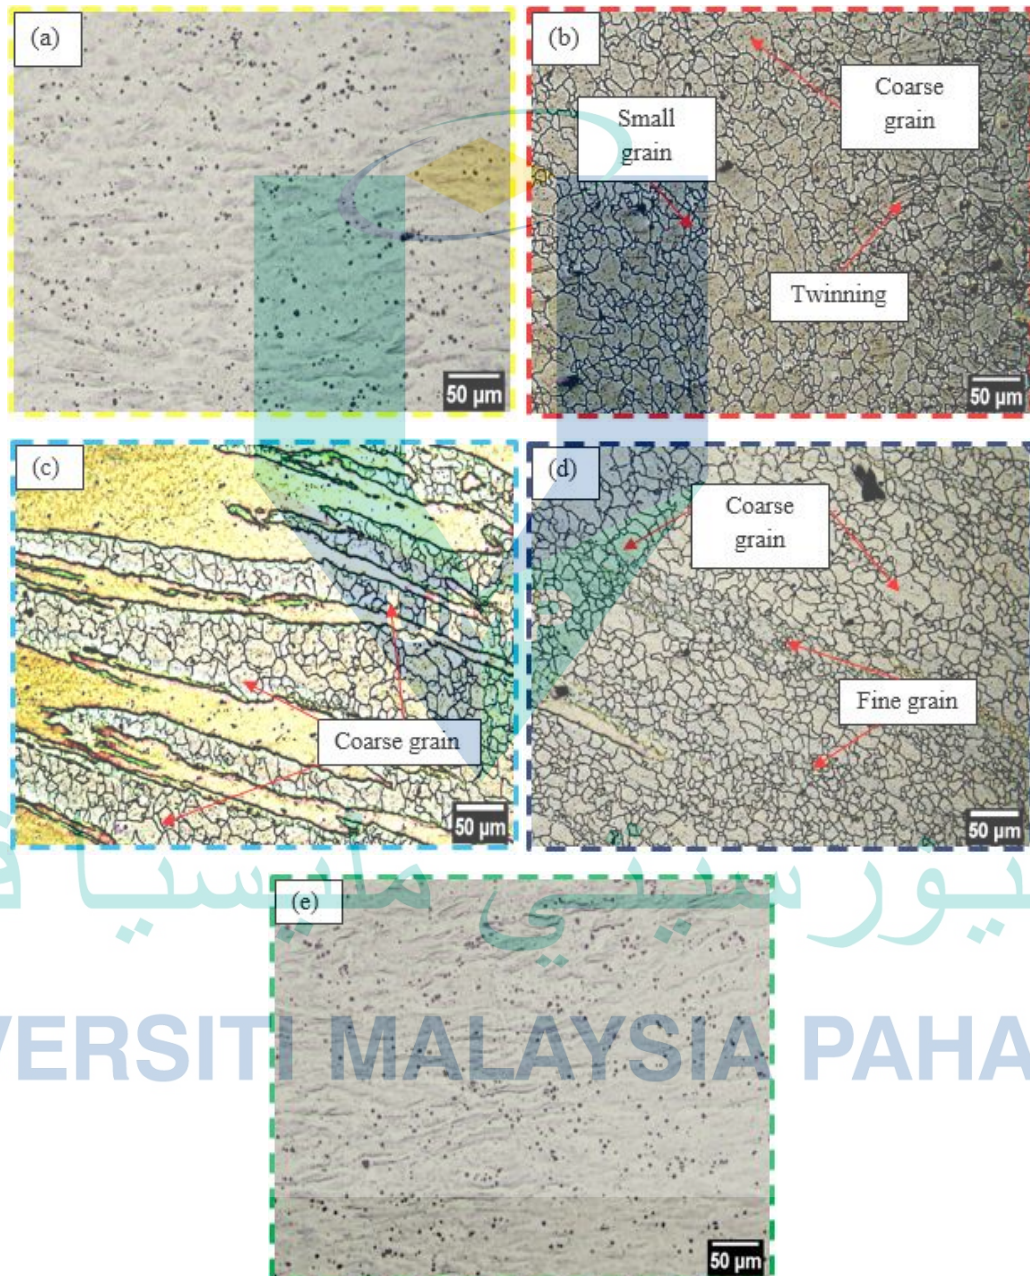 (a)
50 µm
(b)
Coarse
grain
Small
grain
Twinning
50 µm
(c)
Coarse grain
50 µm
(d)
Coarse
grain
Fine grain
50 µm
مليسيا
(e)
VERSITI MALAYSIA PAHA
50 µm